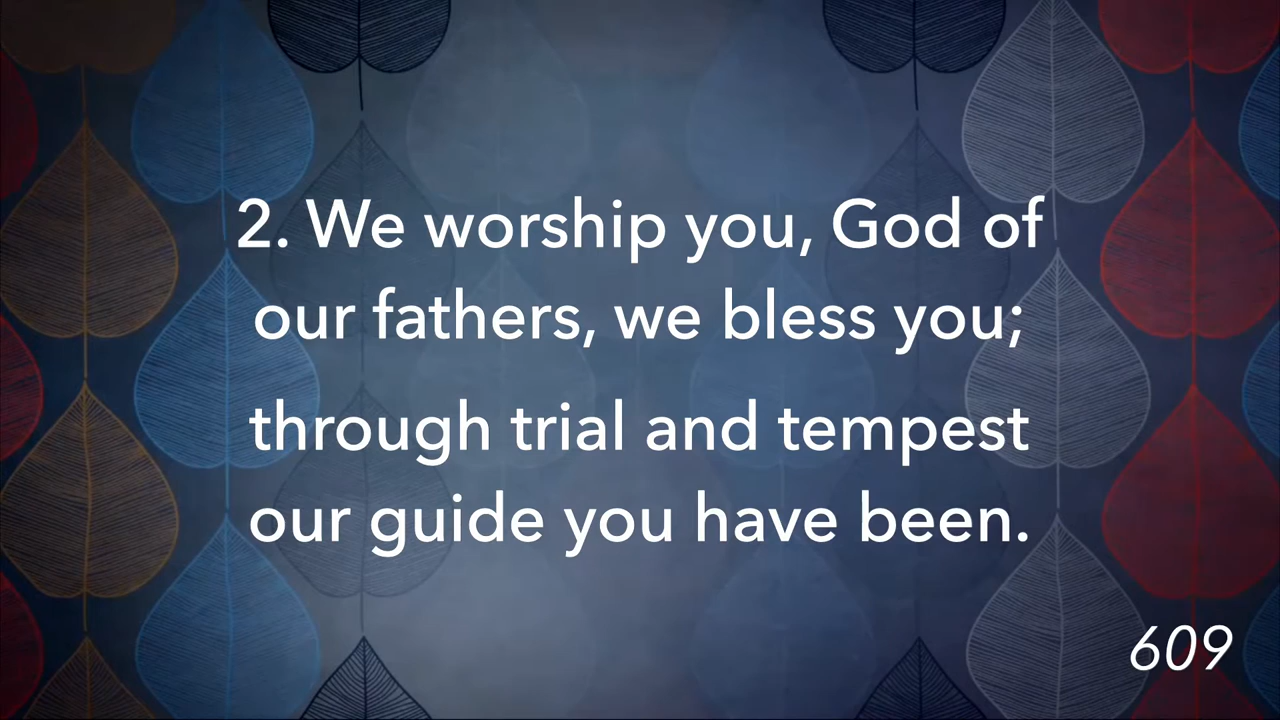 2. We worship you, God of
our fathers, we bless you;
through trial and tempest
our guide you have been.
609